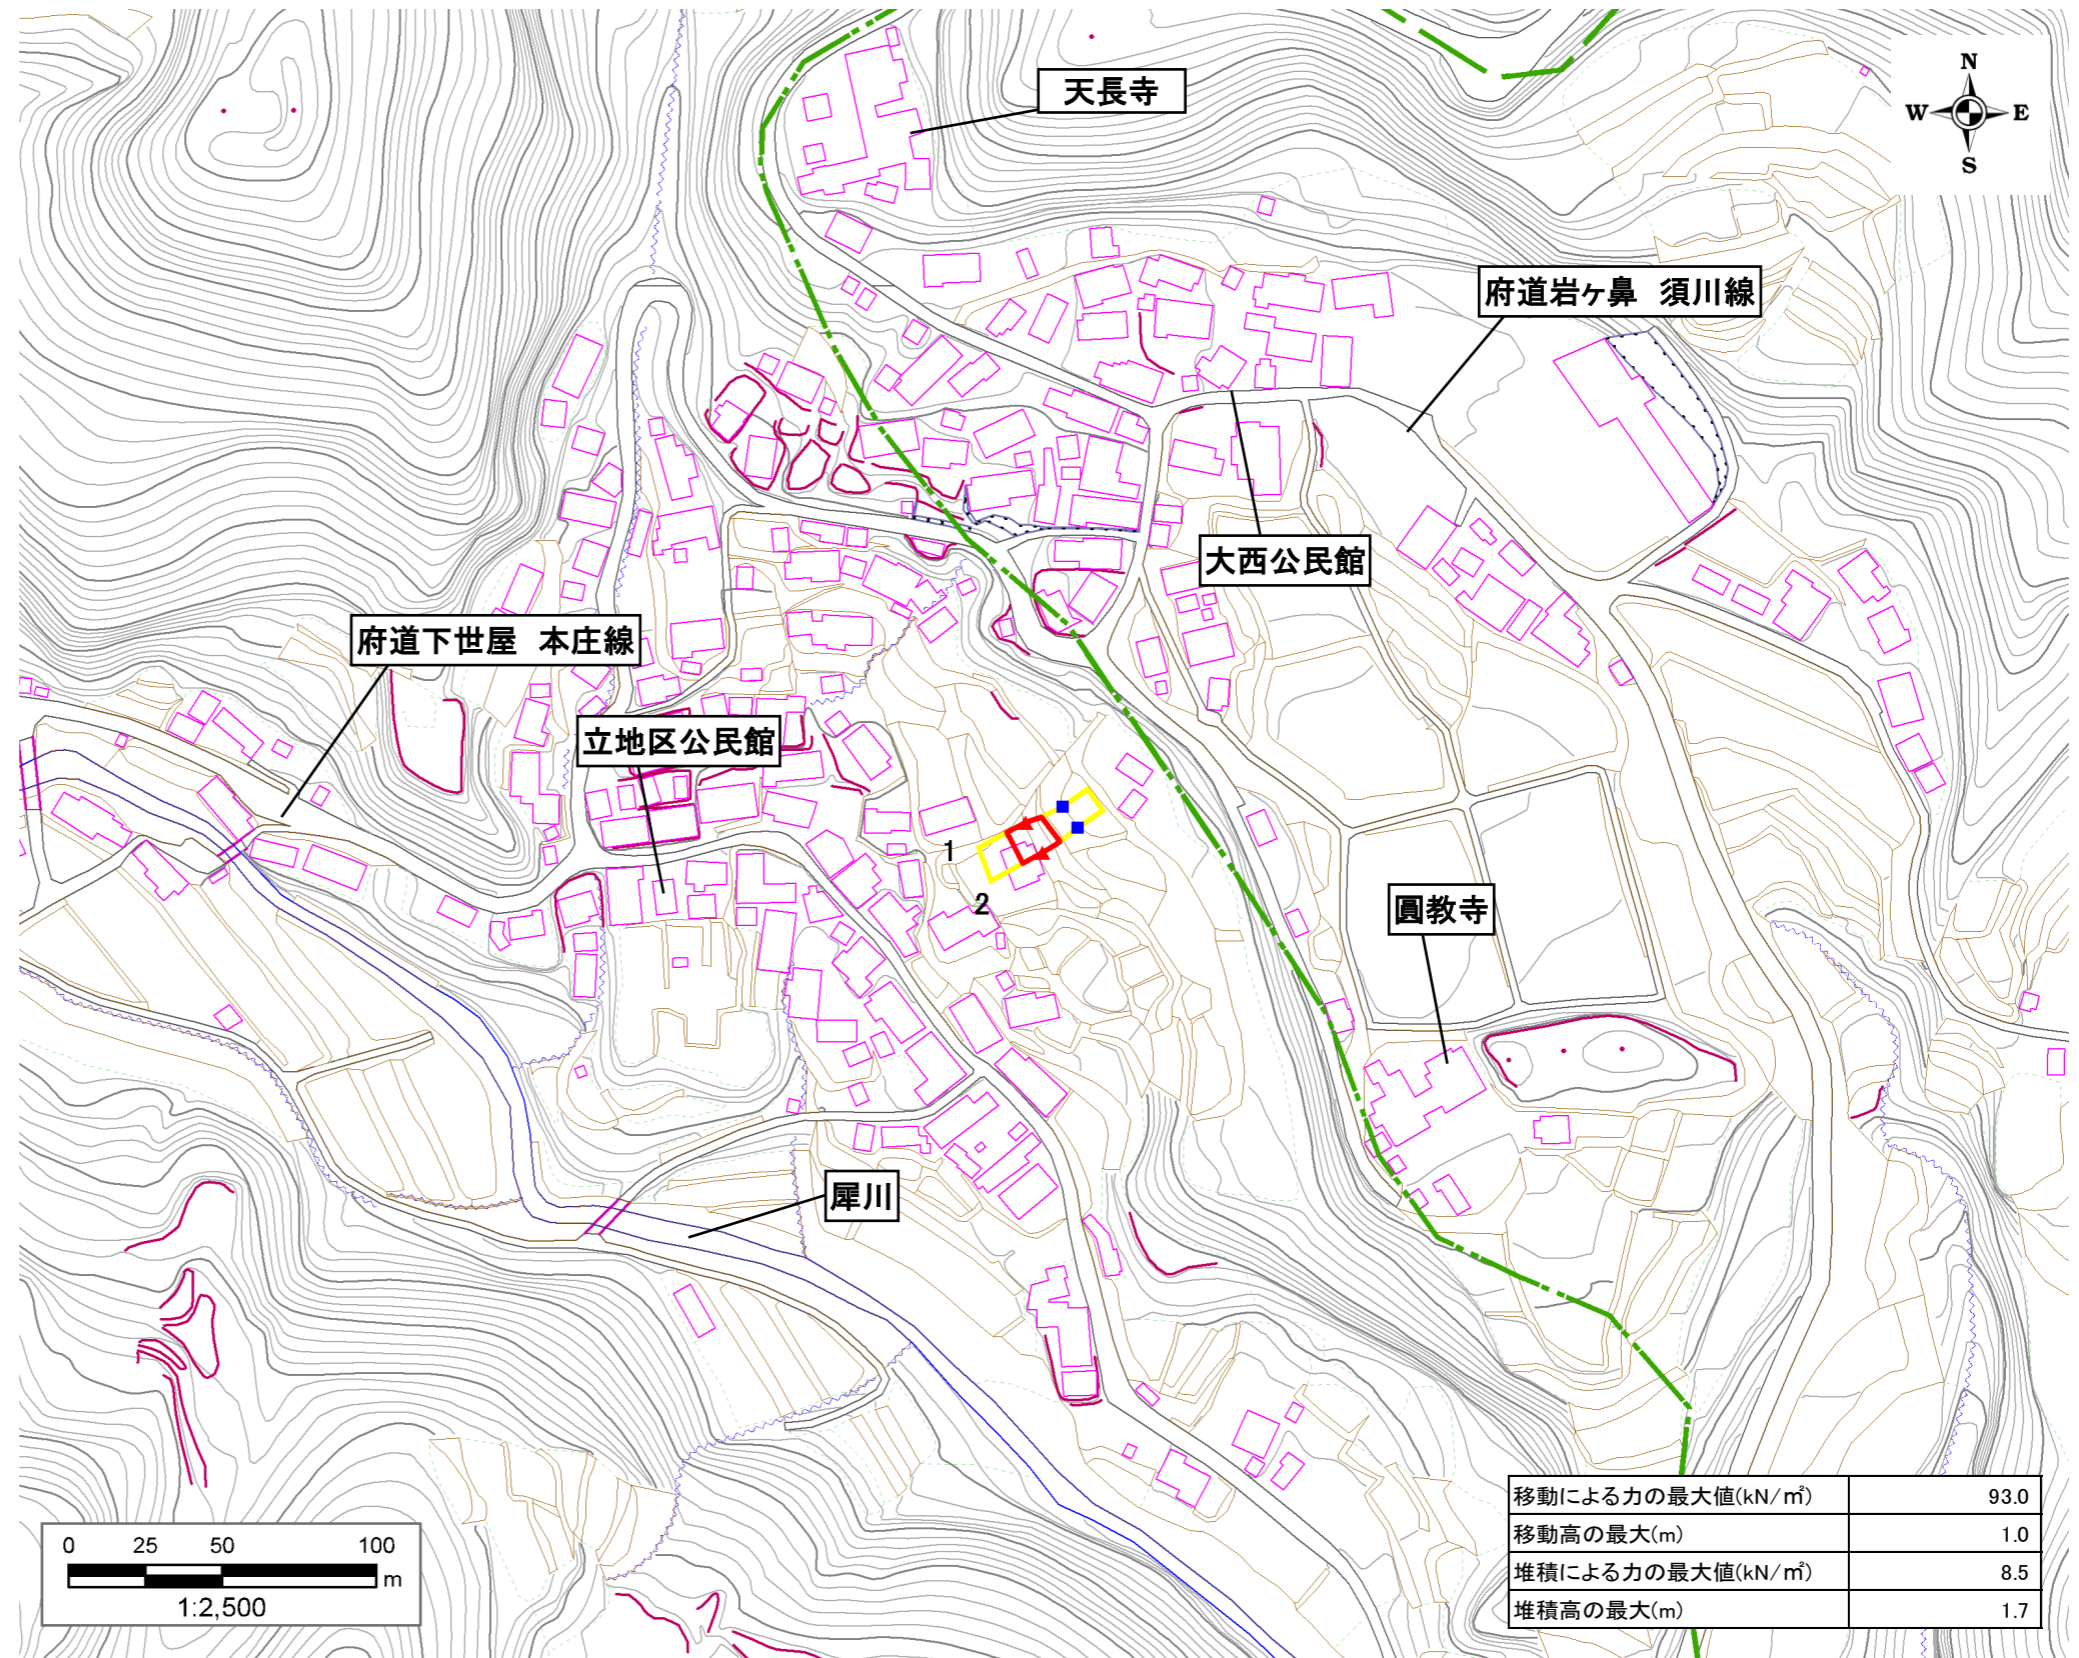 天長寺
N
W
E
S
府道岩ヶ鼻　須川線
大西公民館
府道下世屋　本庄線
立地区公民館
1
2
圓教寺
犀川
移動による力の最大値(kN/㎡) 93.0
移動高の最大(m) 1.0
堆積による力の最大値(kN/㎡) 8.5
堆積高の最大(m) 1.7
0 25 50 100
m
1:2,500